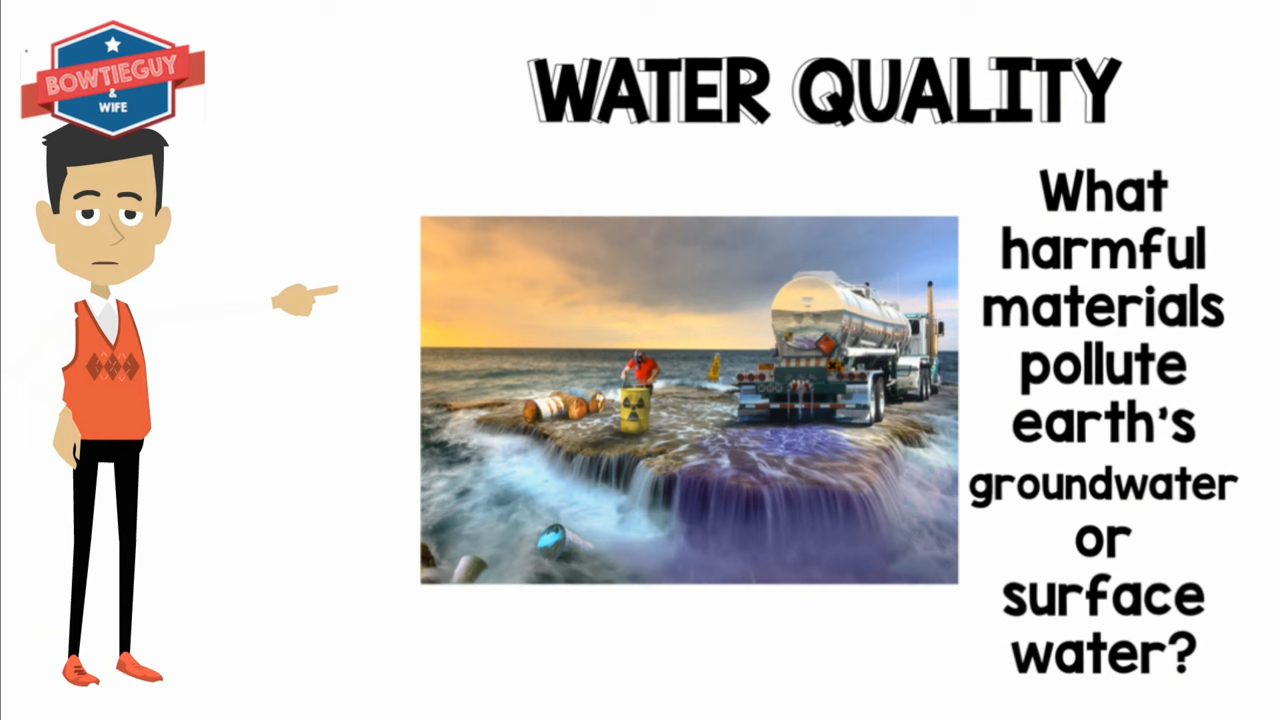 BOWTIEGUY
&
WIFE
WATER QUALITY
What
harmful
materials
pollute
earth's
groundwater
or
surface
water?